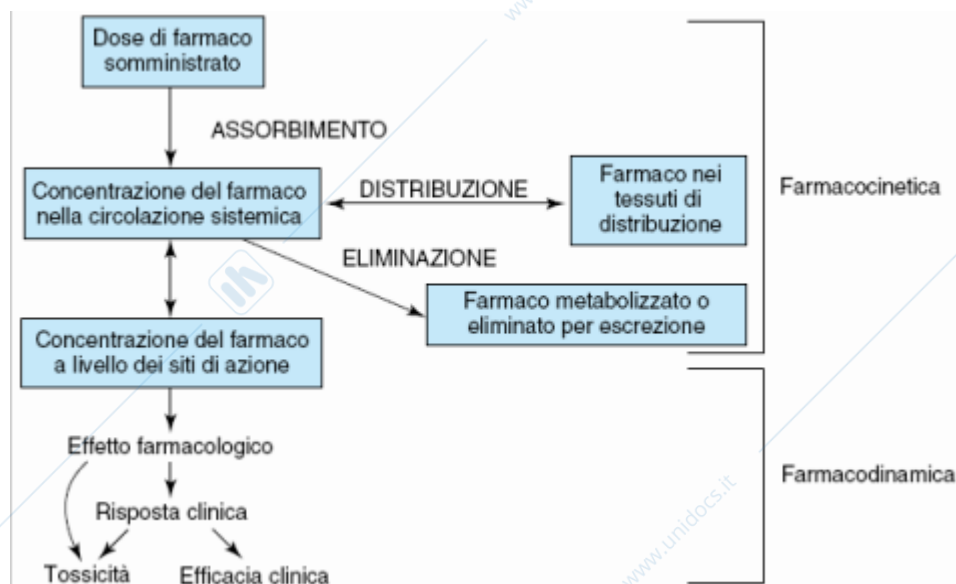 Dose di farmaco
somministrato
ASSORBIMENTO
Concentrazione del farmaco
nella circolazione sistemica
DISTRIBUZIONE
Farmaco nei
tessuti di
distribuzione
Farmacocinetica
ELIMINAZIONE
Farmaco metabolizzato o
eliminato per escrezione
Concentrazione del farmaco
a livello dei siti di azione
Effetto farmacologico
Risposta clinica
Tossicità
Efficacia clinica
Farmacodinamica
www.unidocs.it